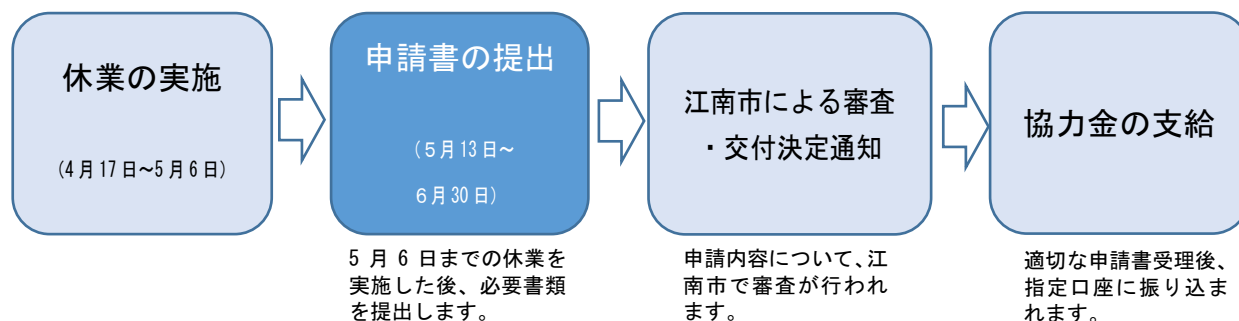 休業の実施
(4月17日~5月6日)
申請書の提出
(5月13日~
6月30日)
5 月 6 日までの休業を
実施した後、必要書類
を提出します。
江南市による審査
・交付決定通知
申請内容について、江
南市で審査が行われ
ます。
協力金の支給
適切な申請書受理後、
指定口座に振り込ま
れます。